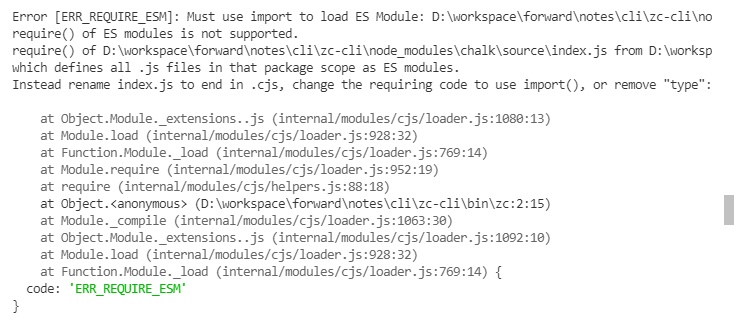 Error [ERR_REQUIRE_ESM]: Must use import to load ES Module: D:\workspace\forward\notes\cli\zc-cli\no
require() of ES modules is not supported.
require() of D:\workspace\forward\notes\cli\zc-cli\node_modules\chalk\source\index.js from D:\worksp
which defines all .js files in that package scope as ES modules.
Instead rename index.js to end in .cjs, change the requiring code to use import(), or remove "type":
at Object.Module._extensions..js (internal/modules/cjs/loader.js:1080:13)
at Module.load (internal/modules/cjs/loader.js:928:32)
at Function.Module._load (internal/modules/cjs/loader.js:769:14)
at Module.require (internal/modules/cjs/loader.js:952:19)
at require (internal/modules/cjs/helpers.js:88:18)
at Object.<anonymous> (D:\workspace\forward\notes\cli\zc-cli\bin\zc:2:15)
at Module._compile (internal/modules/cjs/loader.js:1063:30)
at Object.Module._extensions..js (internal/modules/cjs/loader.js:1092:10)
at Module.load (internal/modules/cjs/loader.js:928:32)
at Function.Module._load (internal/modules/cjs/loader.js:769:14) {
code: 'ERR_REQUIRE_ESM'
}